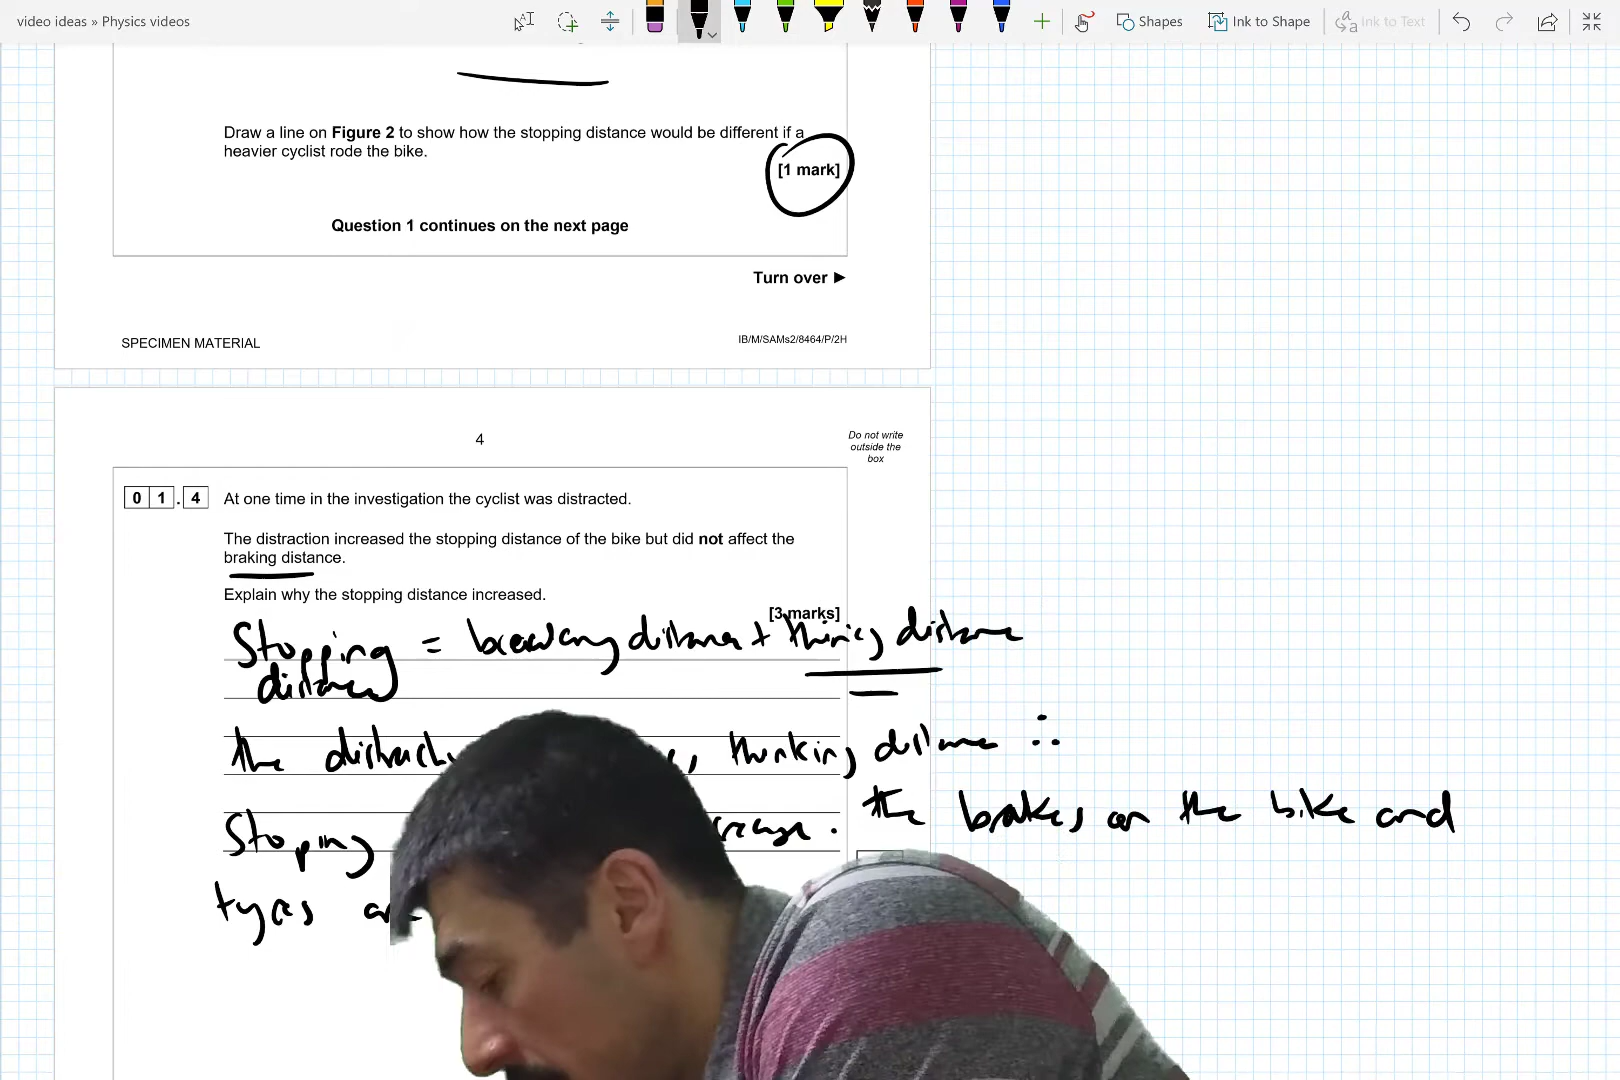 video ideas » Physics videos
Shapes
Ink to Shape
Ink to Text
Draw a line on Figure 2 to show how the stopping distance would be different if a
heavier cyclist rode the bike.
[1 mark]
Question 1 continues on the next page
Turn over ►
SPECIMEN MATERIAL
IB/M/SAMs2/8464/P/2H
4
Do not write
outside the
box
0 1 . 4 At one time in the investigation the cyclist was distracted.
The distraction increased the stopping distance of the bike but did not affect the
braking distance.
Explain why the stopping distance increased.
[3 marks]
Stopping = distance + distance
distance
the thinking distance ∴
Stoping
the brakes on the bike and
tyres